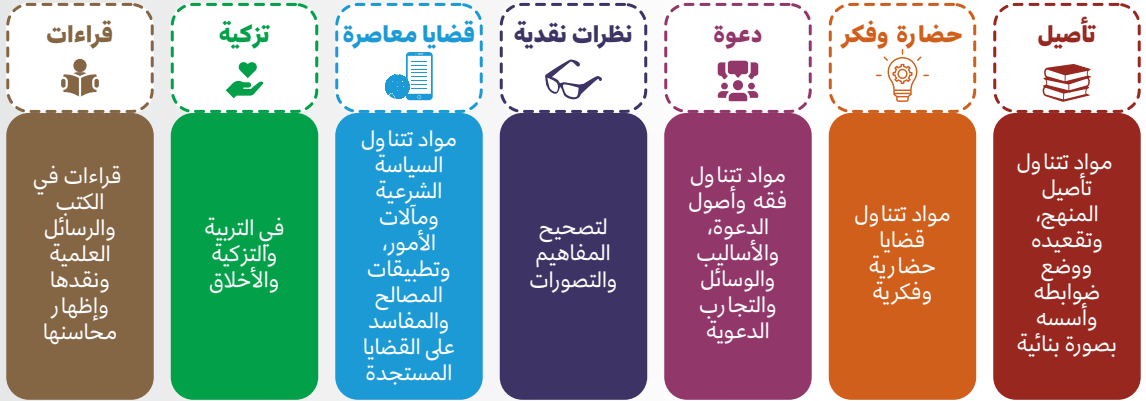 تأصيل
مواد تتناول
تأصيل
المنهج،
وتقعيده
ووضع
ضوابطه
وأسسه
بصورة بنائية
حضارة وفكر
مواد تتناول
قضايا
حضارية
وفكرية
دعوة
مواد تتناول
فقه وأصول
الدعوة،
والأساليب
والوسائل
والتجارب
الدعوية
نظرات نقدية
لتصحيح
المفاهيم
والتصورات
قضايا معاصرة
مواد تتناول
السياسة
الشرعية
ومآلات
الأمور،
وتطبيقات
المصالح
والمفاسد
على القضايا
المستجدة
تزكية
في التربية
والتزكية
والأخلاق
قراءات
قراءات في
الكتب
والرسائل
العلمية
ونقدها
وإظهار
محاسنها